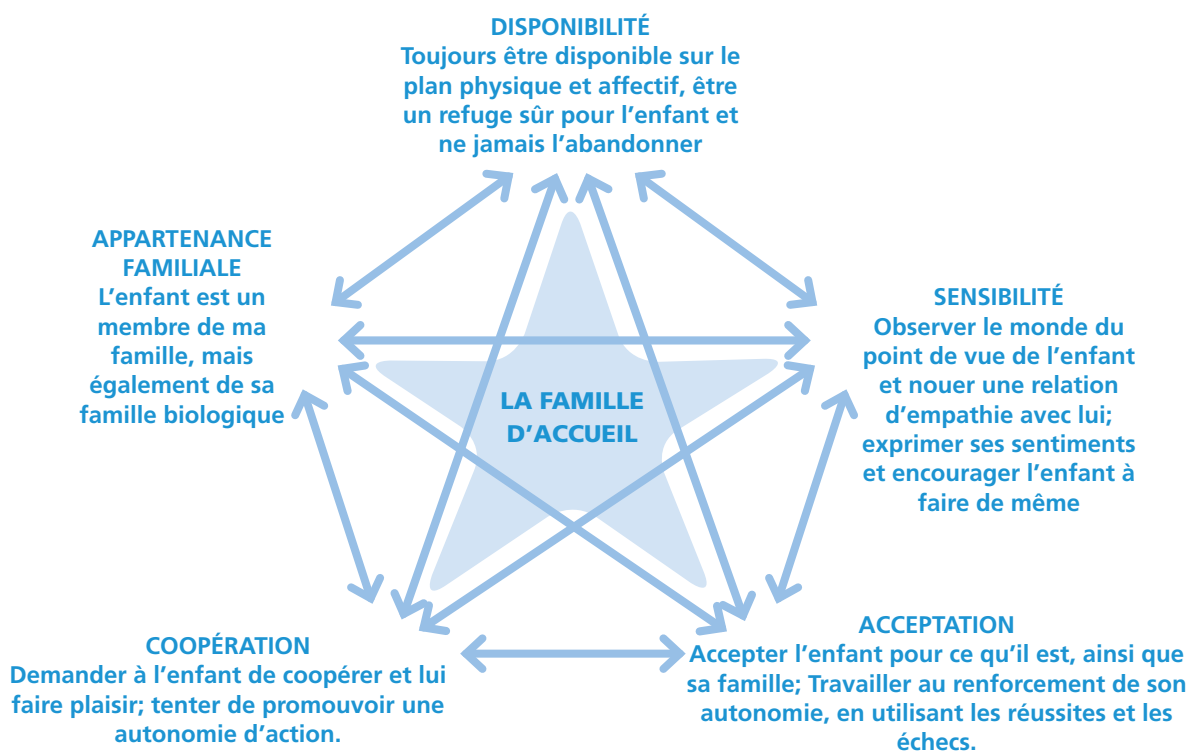 DISPONIBILITÉ
Toujours être disponible sur le
plan physique et affectif, être
un refuge sûr pour l’enfant et
ne jamais l’abandonner
APPARTENANCE
FAMILIALE
L’enfant est un
membre de ma
famille, mais
également de sa
famille biologique
SENSIBILITÉ
Observer le monde du
point de vue de l’enfant
et nouer une relation
d’empathie avec lui;
exprimer ses sentiments
et encourager l’enfant à
faire de même
LA FAMILLE
D’ACCUEIL
COOPÉRATION
Demander à l’enfant de coopérer et lui
faire plaisir; tenter de promouvoir une
autonomie d’action.
ACCEPTATION
Accepter l’enfant pour ce qu’il est, ainsi que
sa famille; Travailler au renforcement de son
autonomie, en utilisant les réussites et les
échecs.